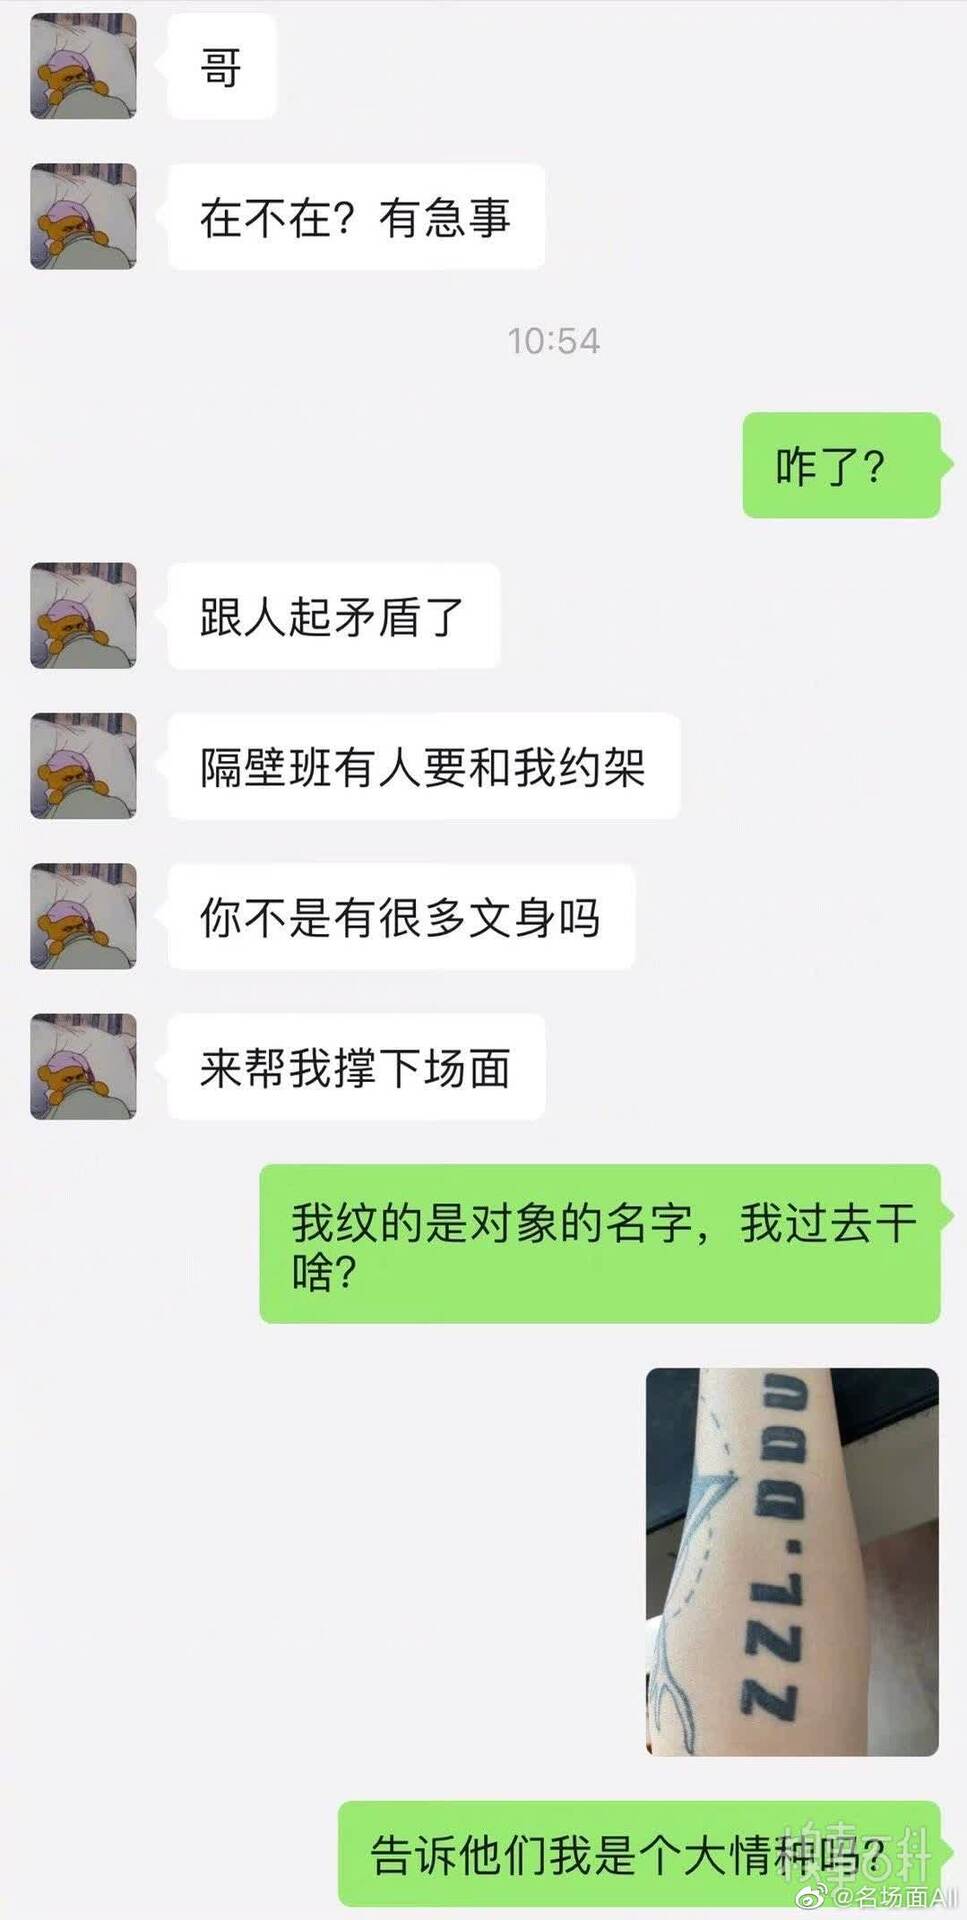 哥
在不在？有急事
10:54
咋了？
跟人起矛盾了
隔壁班有人要和我约架
你不是有很多文身吗
来帮我撑下场面
我纹的是对象的名字，我过去干
啥？
告诉他们我是个大情种吗？
@名场面All